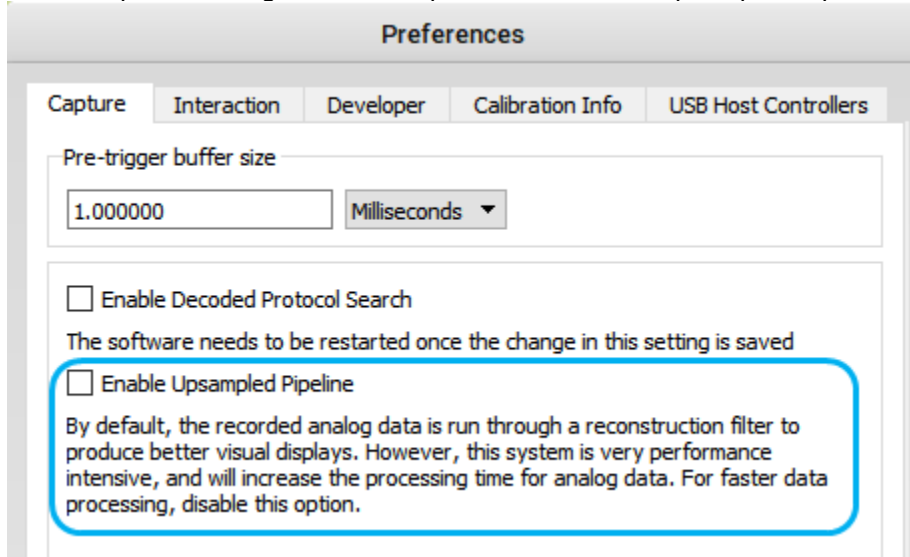 Preferences
Capture Interaction Developer Calibration Info USB Host Controllers
Pre-trigger buffer size
1.000000 Milliseconds
Enable Decoded Protocol Search
The software needs to be restarted once the change in this setting is saved
Enable Upsampled Pipeline
By default, the recorded analog data is run through a reconstruction filter to
produce better visual displays. However, this system is very performance
intensive, and will increase the processing time for analog data. For faster data
processing, disable this option.